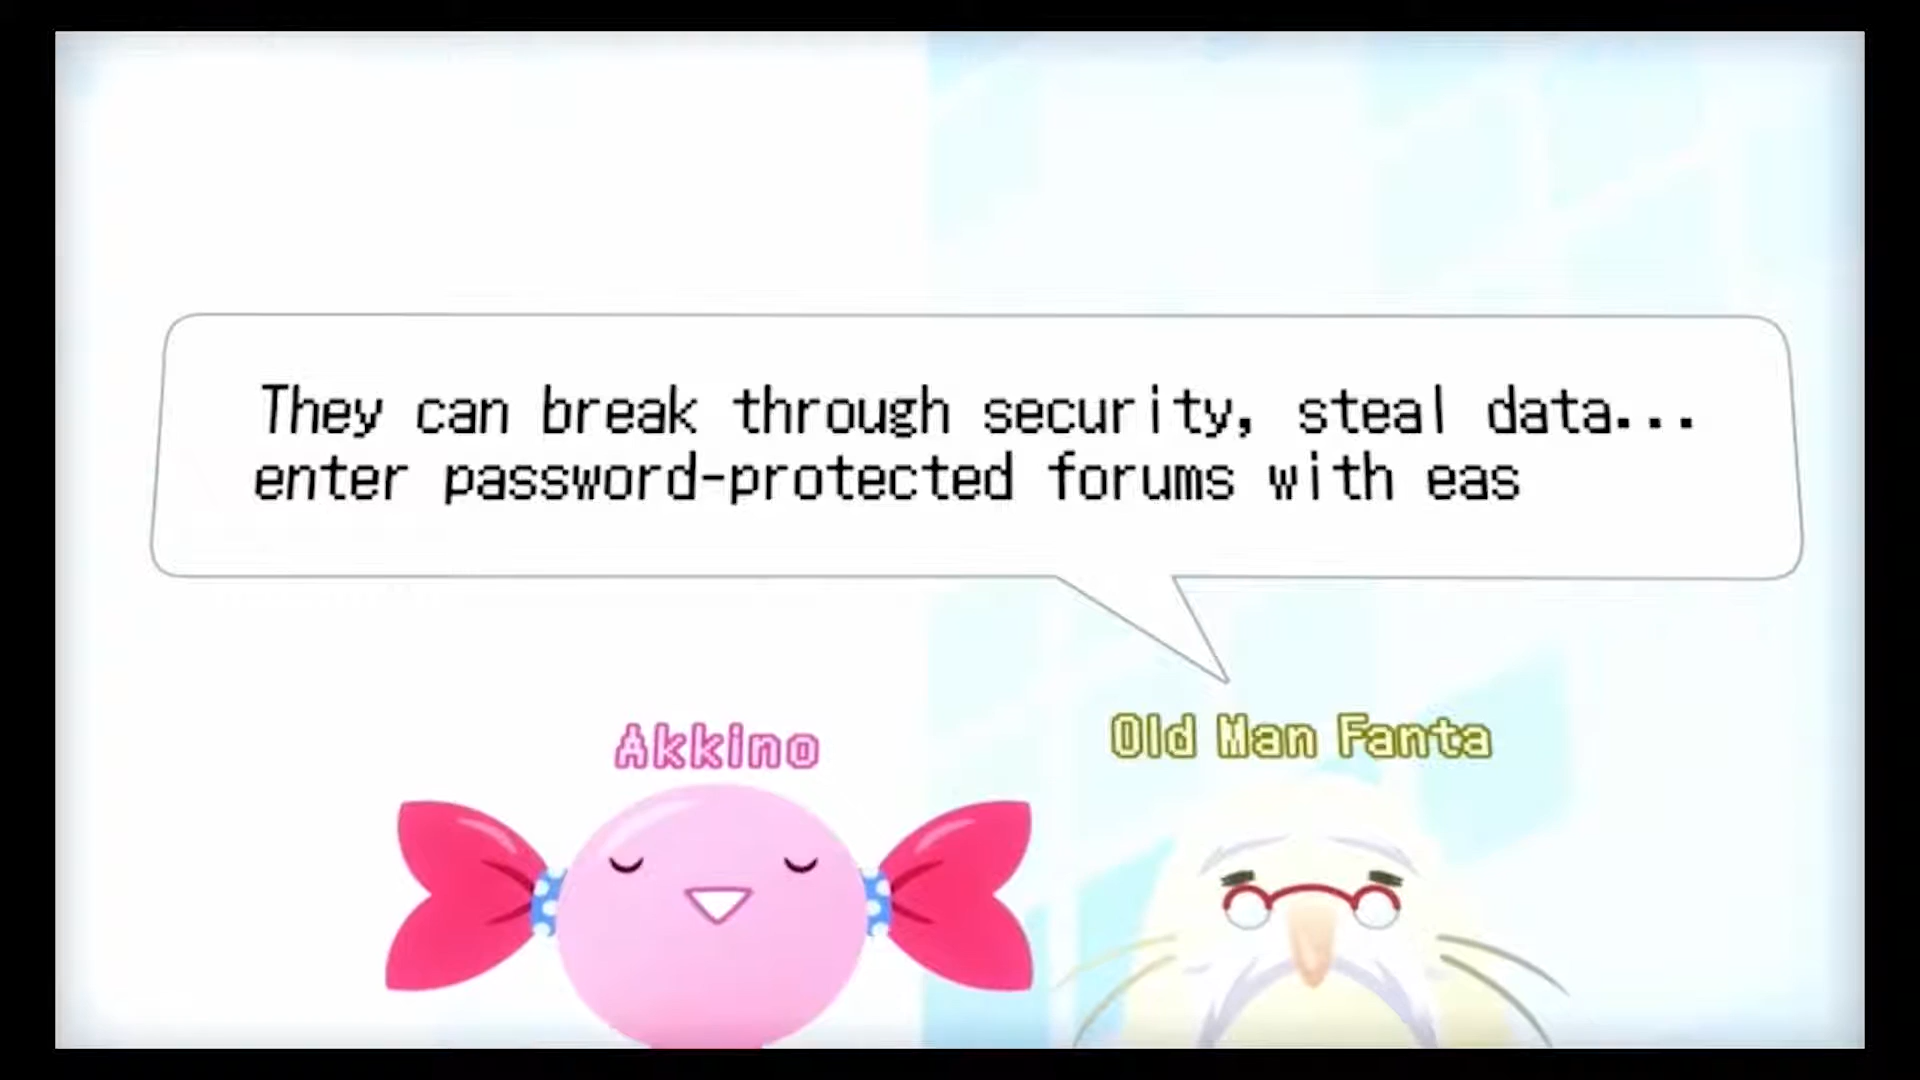 They can break through security, steal data...
enter password-protected forums with eas
Akkino
Old Man Fanta